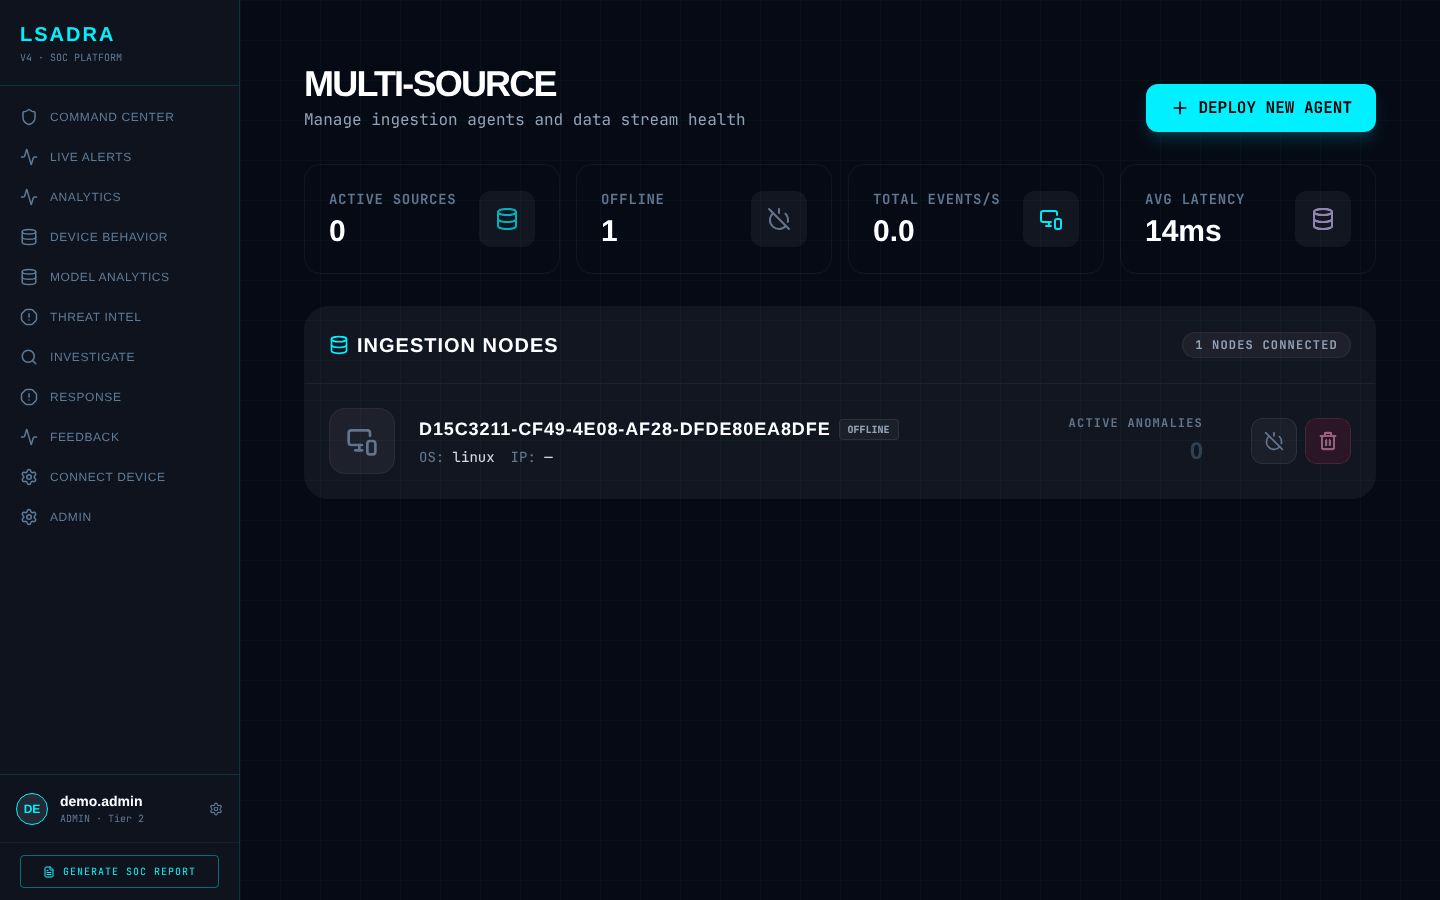 LSADRA
V4 · SOC PLATFORM
COMMAND CENTER
LIVE ALERTS
ANALYTICS
DEVICE BEHAVIOR
MODEL ANALYTICS
THREAT INTEL
INVESTIGATE
RESPONSE
FEEDBACK
CONNECT DEVICE
ADMIN
DE
demo.admin
ADMIN · Tier 2
GENERATE SOC REPORT
MULTI-SOURCE
Manage ingestion agents and data stream health
DEPLOY NEW AGENT
ACTIVE SOURCES
0
OFFLINE
1
TOTAL EVENTS/S
0.0
AVG LATENCY
14ms
INGESTION NODES
1 NODES CONNECTED
D15C3211-CF49-4E08-AF28-DFDE80EA8DFE OFFLINE
OS: linux IP: —
ACTIVE ANOMALIES
0